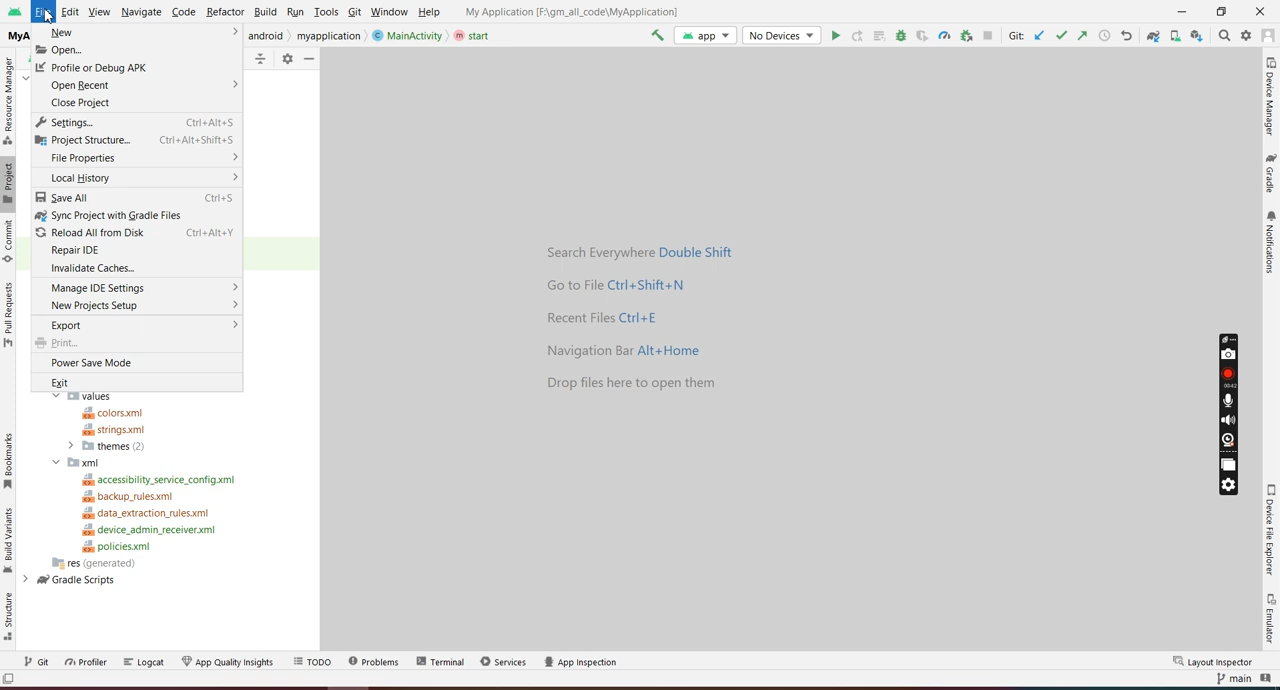 File Edit View Navigate Code Refactor Build Run Tools Git Window Help My Application [F:\gm_all_code\MyApplication]
android myapplication MainActivity start app No Devices Git:
New
Open...
Profile or Debug APK
Open Recent
Close Project
Settings... Ctrl+Alt+S
Project Structure... Ctrl+Alt+Shift+S
File Properties
Local History
Save All Ctrl+S
Sync Project with Gradle Files
Reload All from Disk Ctrl+Alt+Y
Repair IDE
Invalidate Caches...
Manage IDE Settings
New Projects Setup
Export
Print...
Power Save Mode
Exit
values
colors.xml
strings.xml
themes (2)
xml
accessibility_service_config.xml
backup_rules.xml
data_extraction_rules.xml
device_admin_receiver.xml
policies.xml
res (generated)
Gradle Scripts
Resource Manager
Project
Commit
Pull Requests
Bookmarks
Build Variants
Structure
Search Everywhere Double Shift
Go to File Ctrl+Shift+N
Recent Files Ctrl+E
Navigation Bar Alt+Home
Drop files here to open them
00:42
Device Manager
Gradle
Notifications
Device File Explorer
Emulator
Git Profiler Logcat App Quality Insights TODO Problems Terminal Services App Inspection Layout Inspector
main